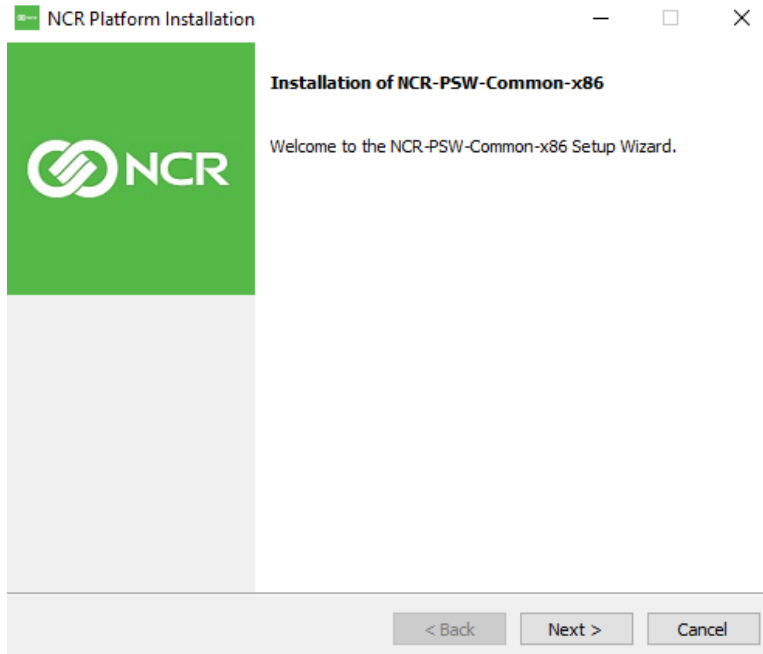 NCR Platform Installation
Installation of NCR-PSW-Common-x86
NCR
Welcome to the NCR-PSW-Common-x86 Setup Wizard.
< Back
Next >
Cancel